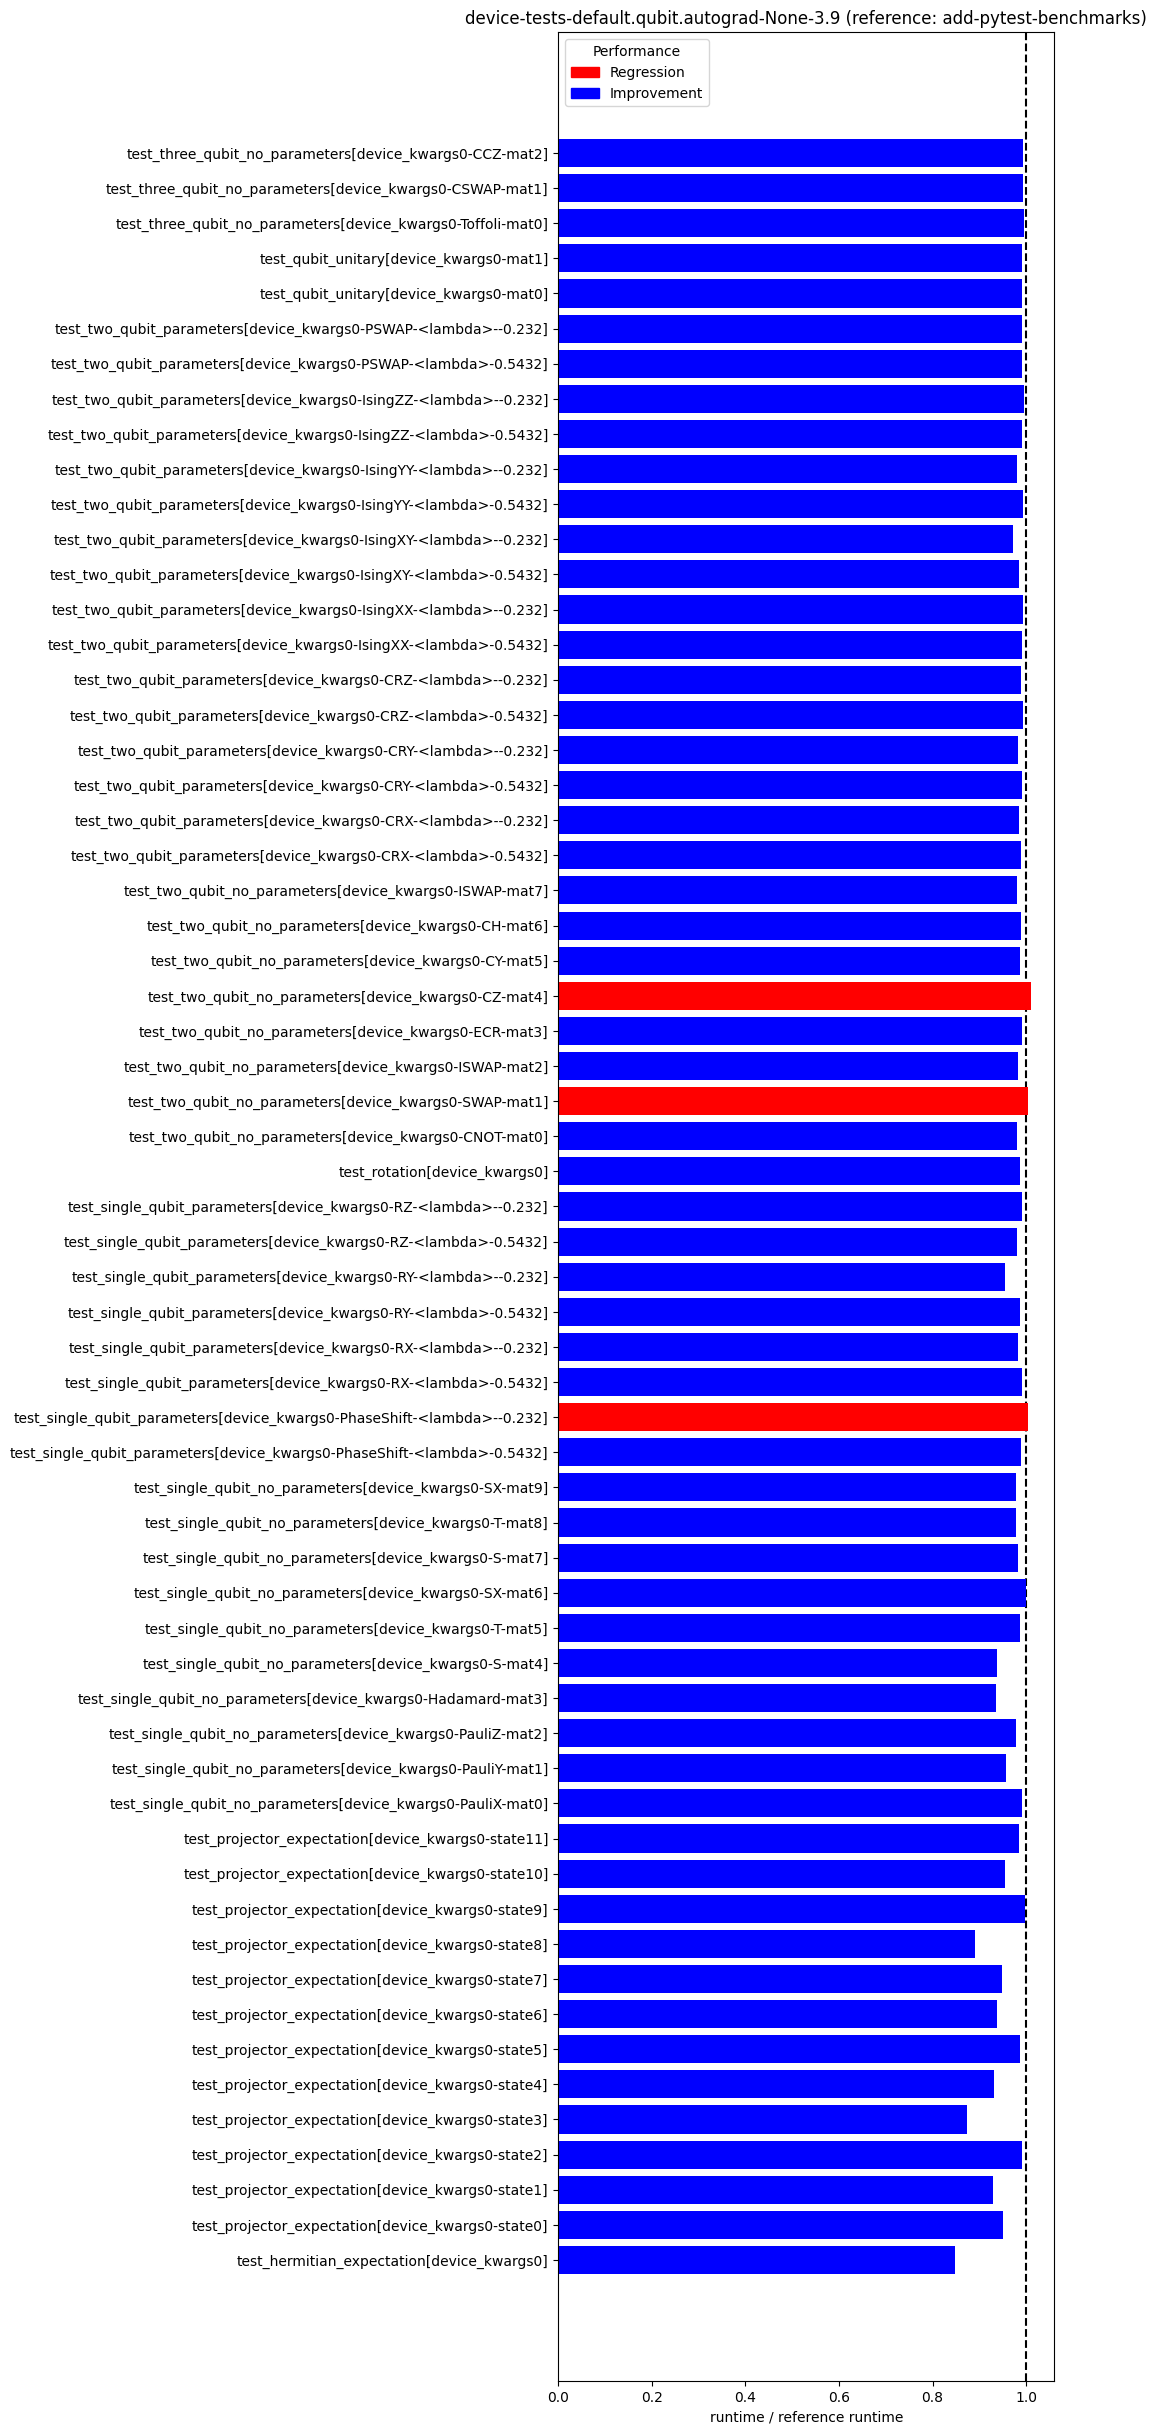 device-tests-default.qubit.autograd-None-3.9 (reference: add-pytest-benchmarks)
Performance
Regression
Improvement
test_three_qubit_no_parameters[device_kwargs0-CCZ-mat2]
test_three_qubit_no_parameters[device_kwargs0-CSWAP-mat1]
test_three_qubit_no_parameters[device_kwargs0-Toffoli-mat0]
test_qubit_unitary[device_kwargs0-mat1]
test_qubit_unitary[device_kwargs0-mat0]
test_two_qubit_parameters[device_kwargs0-PSWAP-<lambda>--0.232]
test_two_qubit_parameters[device_kwargs0-PSWAP-<lambda>-0.5432]
test_two_qubit_parameters[device_kwargs0-IsingZZ-<lambda>--0.232]
test_two_qubit_parameters[device_kwargs0-IsingZZ-<lambda>-0.5432]
test_two_qubit_parameters[device_kwargs0-IsingYY-<lambda>--0.232]
test_two_qubit_parameters[device_kwargs0-IsingYY-<lambda>-0.5432]
test_two_qubit_parameters[device_kwargs0-IsingXY-<lambda>--0.232]
test_two_qubit_parameters[device_kwargs0-IsingXY-<lambda>-0.5432]
test_two_qubit_parameters[device_kwargs0-IsingXX-<lambda>--0.232]
test_two_qubit_parameters[device_kwargs0-IsingXX-<lambda>-0.5432]
test_two_qubit_parameters[device_kwargs0-CRZ-<lambda>--0.232]
test_two_qubit_parameters[device_kwargs0-CRZ-<lambda>-0.5432]
test_two_qubit_parameters[device_kwargs0-CRY-<lambda>--0.232]
test_two_qubit_parameters[device_kwargs0-CRY-<lambda>-0.5432]
test_two_qubit_parameters[device_kwargs0-CRX-<lambda>--0.232]
test_two_qubit_parameters[device_kwargs0-CRX-<lambda>-0.5432]
test_two_qubit_no_parameters[device_kwargs0-ISWAP-mat7]
test_two_qubit_no_parameters[device_kwargs0-CH-mat6]
test_two_qubit_no_parameters[device_kwargs0-CY-mat5]
test_two_qubit_no_parameters[device_kwargs0-CZ-mat4]
test_two_qubit_no_parameters[device_kwargs0-ECR-mat3]
test_two_qubit_no_parameters[device_kwargs0-ISWAP-mat2]
test_two_qubit_no_parameters[device_kwargs0-SWAP-mat1]
test_two_qubit_no_parameters[device_kwargs0-CNOT-mat0]
test_rotation[device_kwargs0]
test_single_qubit_parameters[device_kwargs0-RZ-<lambda>--0.232]
test_single_qubit_parameters[device_kwargs0-RZ-<lambda>-0.5432]
test_single_qubit_parameters[device_kwargs0-RY-<lambda>--0.232]
test_single_qubit_parameters[device_kwargs0-RY-<lambda>-0.5432]
test_single_qubit_parameters[device_kwargs0-RX-<lambda>--0.232]
test_single_qubit_parameters[device_kwargs0-RX-<lambda>-0.5432]
test_single_qubit_parameters[device_kwargs0-PhaseShift-<lambda>--0.232]
test_single_qubit_parameters[device_kwargs0-PhaseShift-<lambda>-0.5432]
test_single_qubit_no_parameters[device_kwargs0-SX-mat9]
test_single_qubit_no_parameters[device_kwargs0-T-mat8]
test_single_qubit_no_parameters[device_kwargs0-S-mat7]
test_single_qubit_no_parameters[device_kwargs0-SX-mat6]
test_single_qubit_no_parameters[device_kwargs0-T-mat5]
test_single_qubit_no_parameters[device_kwargs0-S-mat4]
test_single_qubit_no_parameters[device_kwargs0-Hadamard-mat3]
test_single_qubit_no_parameters[device_kwargs0-PauliZ-mat2]
test_single_qubit_no_parameters[device_kwargs0-PauliY-mat1]
test_single_qubit_no_parameters[device_kwargs0-PauliX-mat0]
test_projector_expectation[device_kwargs0-state11]
test_projector_expectation[device_kwargs0-state10]
test_projector_expectation[device_kwargs0-state9]
test_projector_expectation[device_kwargs0-state8]
test_projector_expectation[device_kwargs0-state7]
test_projector_expectation[device_kwargs0-state6]
test_projector_expectation[device_kwargs0-state5]
test_projector_expectation[device_kwargs0-state4]
test_projector_expectation[device_kwargs0-state3]
test_projector_expectation[device_kwargs0-state2]
test_projector_expectation[device_kwargs0-state1]
test_projector_expectation[device_kwargs0-state0]
test_hermitian_expectation[device_kwargs0]
0.0 0.2 0.4 0.6 0.8 1.0
runtime / reference runtime